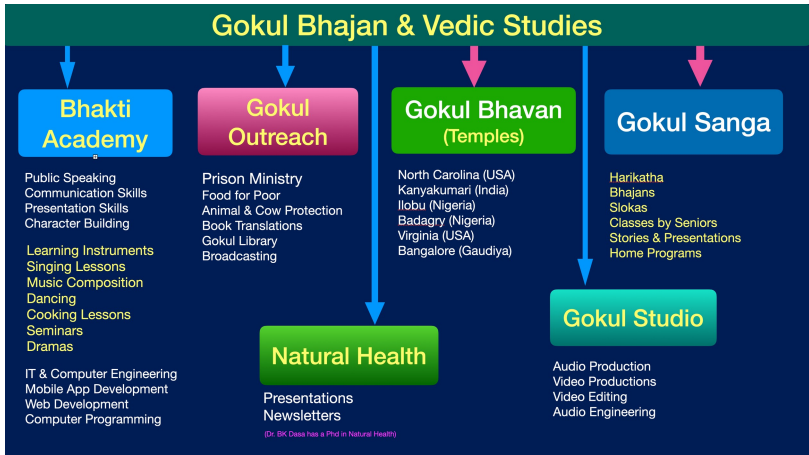 Gokul Bhajan & Vedic Studies
Bhakti
Academy
Public Speaking
Communication Skills
Presentation Skills
Character Building
Learning Instruments
Singing Lessons
Music Composition
Dancing
Cooking Lessons
Seminars
Dramas
IT & Computer Engineering
Mobile App Development
Web Development
Computer Programming
Gokul
Outreach
Prison Ministry
Food for Poor
Animal & Cow Protection
Book Translations
Gokul Library
Broadcasting
Natural Health
Presentations
Newsletters
(Dr. BK Dasa has a Phd in Natural Health)
Gokul Bhavan
(Temples)
North Carolina (USA)
Kanyakumari (India)
Ilobu (Nigeria)
Badagry (Nigeria)
Virginia (USA)
Bangalore (Gaudiya)
Gokul Sanga
Harikatha
Bhajans
Slokas
Classes by Seniors
Stories & Presentations
Home Programs
Gokul Studio
Audio Production
Video Productions
Video Editing
Audio Engineering